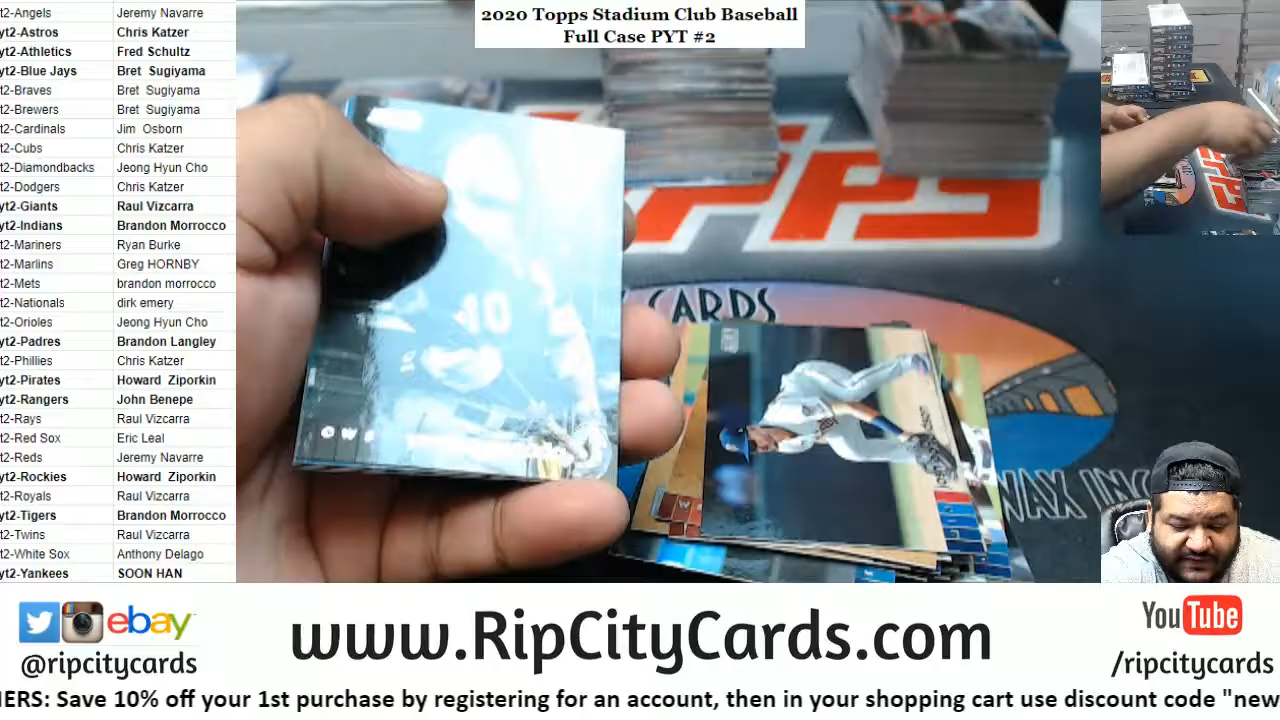 2020 Topps Stadium Club Baseball
Full Case PYT #2
t2-Angels Jeremy Navarre
yt2-Astros Chris Katzer
yt2-Athletics Fred Schultz
yt2-Blue Jays Bret Sugiyama
t2-Braves Bret Sugiyama
t2-Brewers Bret Sugiyama
t2-Cardinals Jim Osborn
t2-Cubs Chris Katzer
t2-Diamondbacks Jeong Hyun Cho
t2-Dodgers Chris Katzer
yt2-Giants Raul Vizcarra
yt2-Indians Brandon Morrocco
t2-Mariners Ryan Burke
t2-Marlins Greg HORNBY
t2-Mets brandon morrocco
t2-Nationals dirk emery
t2-Orioles Jeong Hyun Cho
yt2-Padres Brandon Langley
t2-Phillies Chris Katzer
yt2-Pirates Howard Ziporkin
yt2-Rangers John Benepe
t2-Rays Raul Vizcarra
t2-Red Sox Eric Leal
t2-Reds Jeremy Navarre
yt2-Rockies Howard Ziporkin
t2-Royals Raul Vizcarra
yt2-Tigers Brandon Morrocco
t2-Twins Raul Vizcarra
t2-White Sox Anthony Delago
yt2-Yankees SOON HAN
10
CARDS
WAX INC
ebay
@ripcitycards
www.RipCityCards.com
YouTube
/ripcitycards
IERS: Save 10% off your 1st purchase by registering for an account, then in your shopping cart use discount code "new